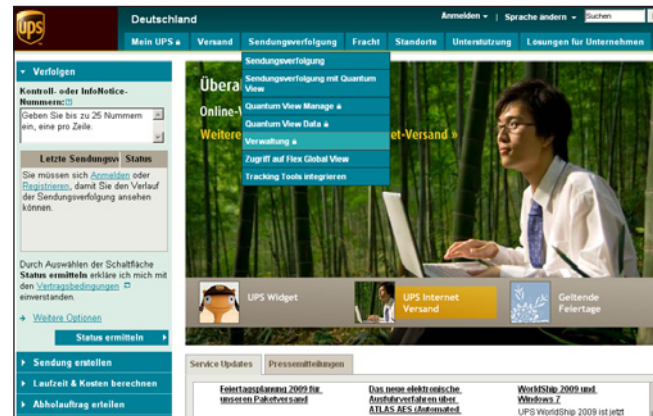 ups
Deutschland
Anmelden | Sprache ändern Suchen
Mein UPS Versand Sendungsverfolgung Fracht Standorte Unterstützung Lösungen für Unternehmen
Sendungsverfolgung
Sendungsverfolgung mit Quantum
View
Quantum View Manage
Quantum View Data
Verwaltung
Zugriff auf Flex Global View
Tracking Tools integrieren
Verfolgen
Kontroll- oder InfoNotice-
Nummern:
Geben Sie bis zu 25 Nummern
ein, eine pro Zeile.
Letzte Sendungsv Status
Sie müssen sich Anmelden oder
Registrieren, damit Sie den Verlauf
der Sendungsverfolgung ansehen
können.
Durch Auswählen der Schaltfläche
Status ermitteln erkläre ich mich mit
den Vertragsbedingungen
einverstanden.
Weitere Optionen
Status ermitteln
Sendung erstellen
Laufzeit & Kosten berechnen
Abholauftrag erteilen
Übera
Online-
Weitere et-Versand »
UPS Widget
UPS Internet
Versand
Geltende
Feiertage
Service Updates Pressemitteilungen
Feiertagsplanung 2009 für
unseren Paketversand
Das neue elektronische
Ausfuhrverfahren über
ATLAS AES (Automated
WorldShip 2009 und
Windows 7
UPS WorldShip 2009 ist jetzt